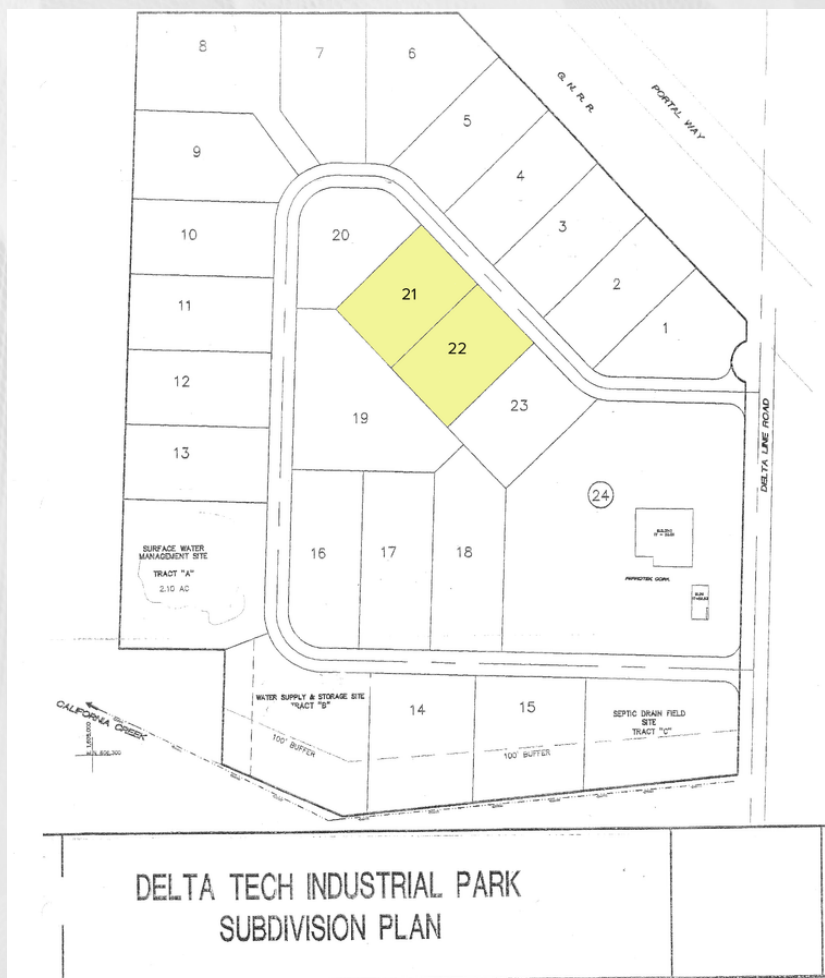 8
7
6
G. N. R. R.
PORTAL WAY
5
9
4
3
10
20
2
21
11
1
22
12
23
19
13
DELTA LINE ROAD
24
16
17
18
SURFACE WATER
MANAGEMENT SITE
TRACT "A"
2.10 AC
WATER SUPPLY & STORAGE SITE
TRACT "B"
14
15
SEPTIC DRAIN FIELD
SITE
TRACT "C"
CALIFORNIA CREEK
100' BUFFER
100' BUFFER
DELTA TECH INDUSTRIAL PARK
SUBDIVISION PLAN